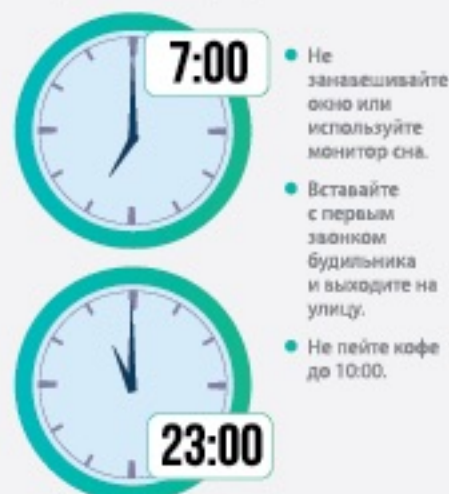 7:00
● Не
занавешивайте
окно или
используйте
монитор сна.
● Вставайте
с первым
звонком
будильника
и выходите на
улицу.
● Не пейте кофе
до 10:00.
23:00